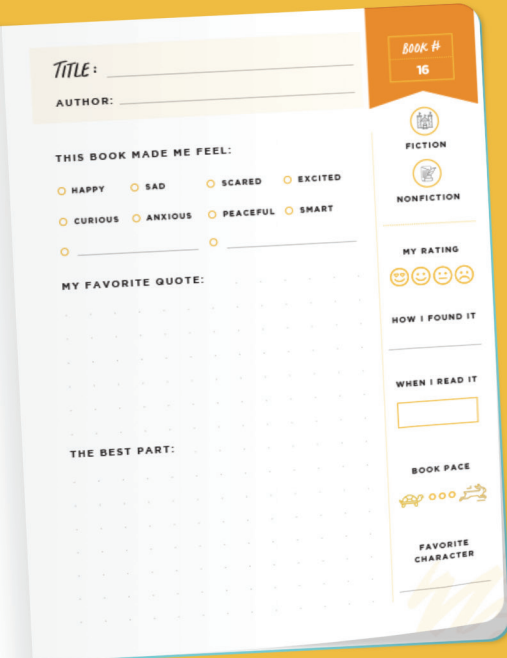 TITLE:
AUTHOR:
THIS BOOK MADE ME FEEL:
HAPPY SAD SCARED EXCITED
CURIOUS ANXIOUS PEACEFUL SMART
MY FAVORITE QUOTE:
THE BEST PART:
BOOK #
16
FICTION
NONFICTION
MY RATING
HOW I FOUND IT
WHEN I READ IT
BOOK PACE
FAVORITE
CHARACTER